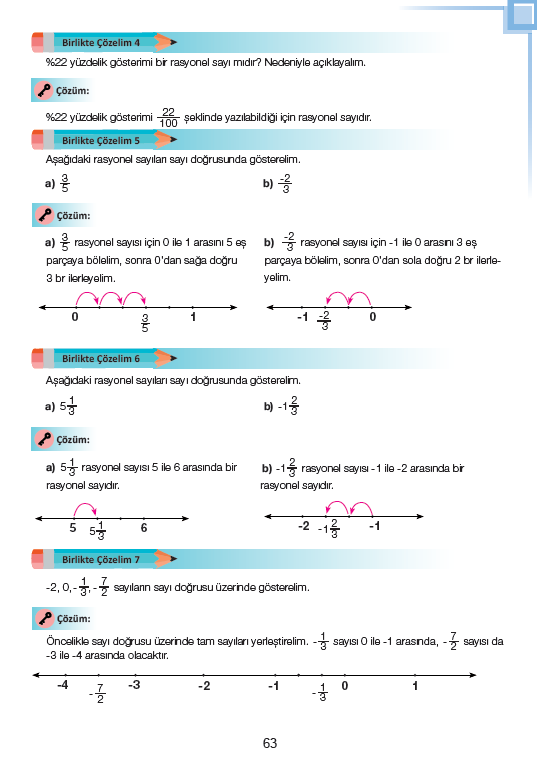 Birlikte Çözelim 4
%22 yüzdelik gösterimi bir rasyonel sayı mıdır? Nedeniyle açıklayalım.
Çözüm:
%22 yüzdelik gösterimi 22/100 şeklinde yazılabildiği için rasyonel sayıdır.
Birlikte Çözelim 5
Aşağıdaki rasyonel sayıları sayı doğrusunda gösterelim.
a) 3/5 b) -2/3
Çözüm:
a) 3/5 rasyonel sayısı için 0 ile 1 arasını 5 eş
parçaya bölelim, sonra 0'dan sağa doğru
3 br ilerleyelim.
b) -2/3 rasyonel sayısı için -1 ile 0 arasını 3 eş
parçaya bölelim, sonra 0'dan sola doğru 2 br ilerle-
yelim.
0 3/5 1
-1 -2/3 0
Birlikte Çözelim 6
Aşağıdaki rasyonel sayıları sayı doğrusunda gösterelim.
a) 5 1/3 b) -1 2/3
Çözüm:
a) 5 1/3 rasyonel sayısı 5 ile 6 arasında bir
rasyonel sayıdır.
b) -1 2/3 rasyonel sayısı -1 ile -2 arasında bir
rasyonel sayıdır.
5 5 1/3 6
-2 -1 2/3 -1
Birlikte Çözelim 7
-2, 0, - 1/3, - 7/2 sayıların sayı doğrusu üzerinde gösterelim.
Çözüm:
Öncelikle sayı doğrusu üzerinde tam sayıları yerleştirelim. - 1/3 sayısı 0 ile -1 arasında, - 7/2 sayısı da
-3 ile -4 arasında olacaktır.
-4 - 7/2 -3 -2 -1 - 1/3 0 1
63